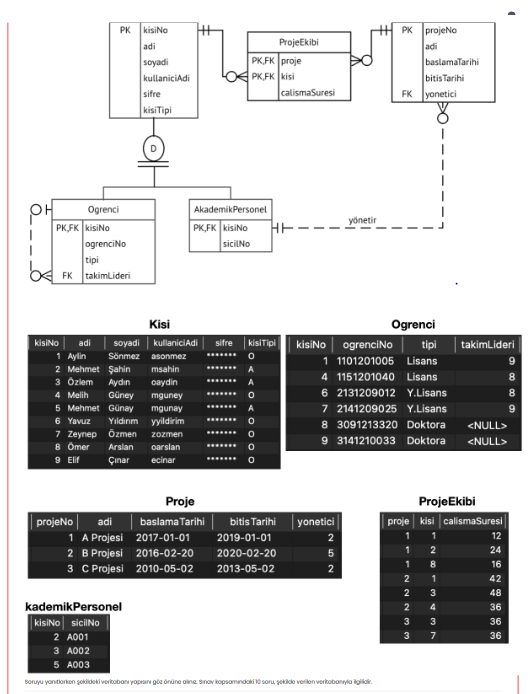 PK kisiNo
adi
soyadi
kullaniciAdi
sifre
kisiTipi
ProjeEkibi
PK,FK proje
PK,FK kisi
calismaSuresi
PK projeNo
adi
baslamaTarihi
bitisTarihi
FK yonetici
D
Ogrenci
PK,FK kisiNo
ogrenciNo
tipi
FK takimLideri
AkademikPersonel
PK,FK kisiNo
sicilNo
yönetir
Kisi
kisiNo adi soyadi kullaniciAdi sifre kisiTipi
1 Aylin Sönmez asonmez ******* O
2 Mehmet Şahin msahin ******* A
3 Özlem Aydın oaydin ******* A
4 Melih Güney mguney ******* O
5 Mehmet Günay mgunay ******* A
6 Yavuz Yıldırım yyildirim ******* O
7 Zeynep Özmen zozmen ******* O
8 Ömer Arslan oarslan ******* O
9 Elif Çınar ecinar ******* O
Ogrenci
kisiNo ogrenciNo tipi takimLideri
1 1101201005 Lisans 9
4 1151201040 Lisans 8
6 2131209012 Y.Lisans 8
7 2141209025 Y.Lisans 9
8 3091213320 Doktora <NULL>
9 3141210033 Doktora <NULL>
Proje
projeNo adi baslamaTarihi bitisTarihi yonetici
1 A Projesi 2017-01-01 2019-01-01 2
2 B Projesi 2016-02-20 2020-02-20 5
3 C Projesi 2010-05-02 2013-05-02 2
ProjeEkibi
proje kisi calismaSuresi
1 1 12
1 2 24
1 8 16
2 1 42
2 3 48
2 4 36
3 3 36
3 7 36
kademikPersonel
kisiNo sicilNo
2 A001
3 A002
5 A003
Soruyu yanıtlarken şekildeki veritabanı yapısını göz önüne alınız. Sınav kapsamındaki 10 soru, şekilde verilen veritabanıyla ilgilidir.